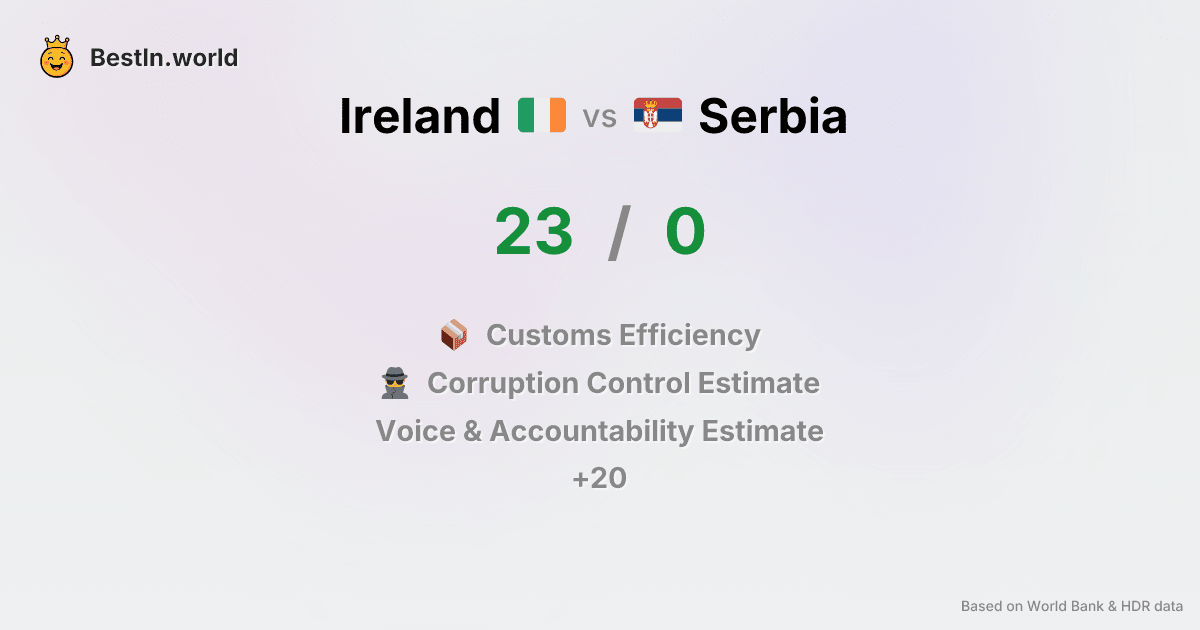 BestIn.world
Ireland vs Serbia
23 / 0
Customs Efficiency
Corruption Control Estimate
Voice & Accountability Estimate
+20
Based on World Bank & HDR data